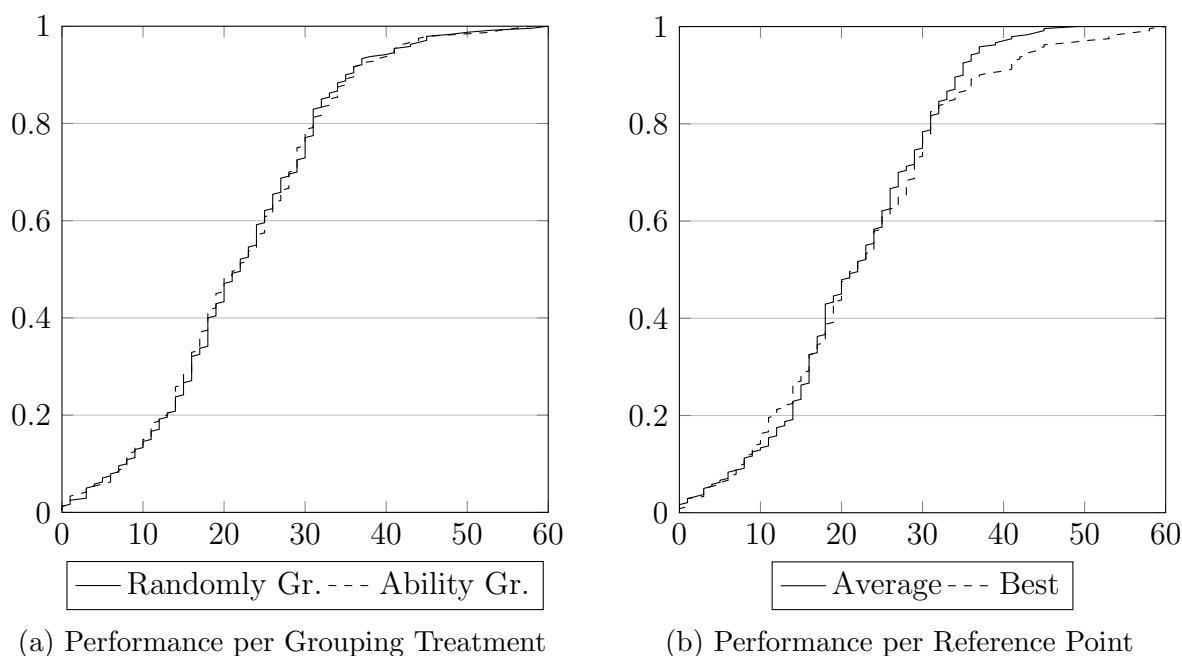 1
0.8
0.6
0.4
0.2
0
0 10 20 30 40 50 60
Randomly Gr. Ability Gr.
(a) Performance per Grouping Treatment
1
0.8
0.6
0.4
0.2
0
0 10 20 30 40 50 60
Average Best
(b) Performance per Reference Point